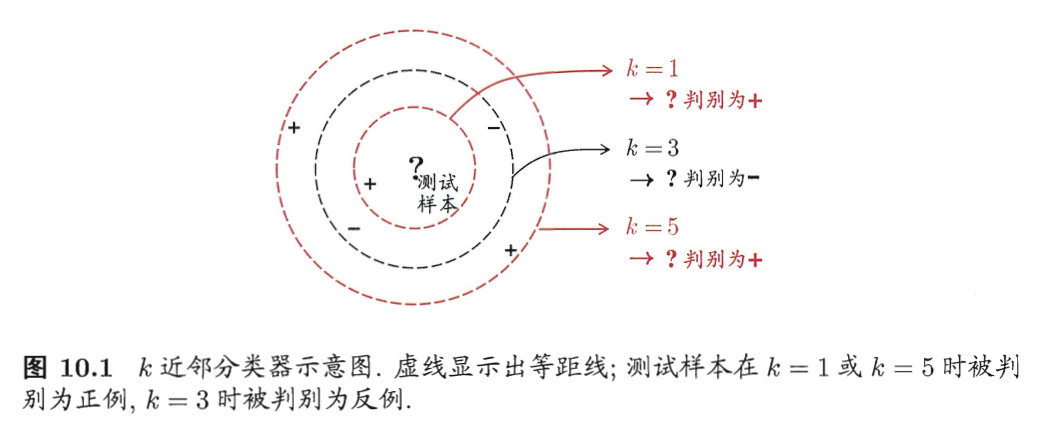 k = 1
→ ? 判别为+
+
−
k = 3
?
→ ? 判别为−
测试
+
样本
−
k = 5
+
→ ? 判别为+
图 10.1 k 近邻分类器示意图. 虚线显示出等距线; 测试样本在 k = 1 或 k = 5 时被判
别为正例, k = 3 时被判别为反例.